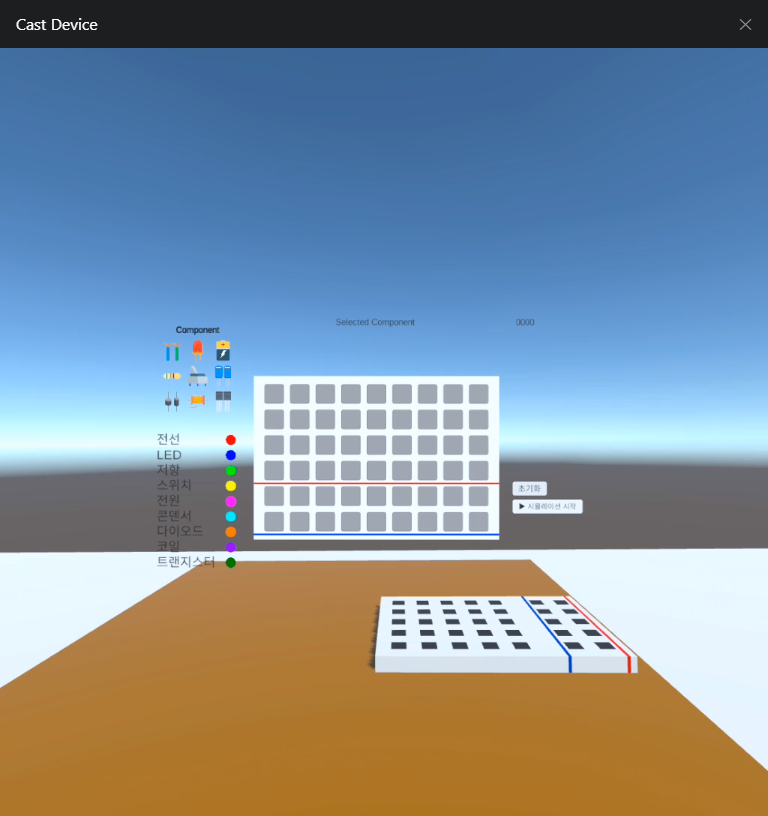 Cast Device
Selected Component
0000
Component
전선
LED
저항
스위치
전원
콘덴서
다이오드
코일
트랜지스터
초기화
▶ 시뮬레이션 시작